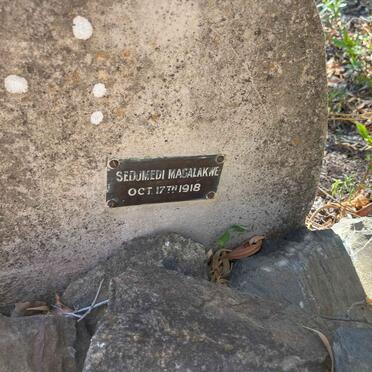 SEDUMEDI MAGALAKWE
OCT. 17TH 1918